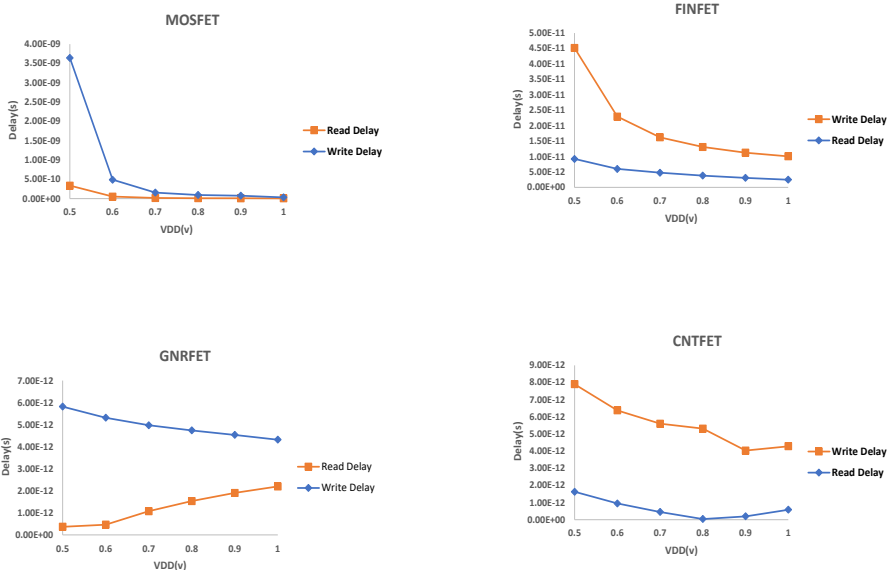 MOSFET
4.00E-09
3.50E-09
3.00E-09
2.50E-09
2.00E-09
1.50E-09
1.00E-09
5.00E-10
0.00E+00
Delay(s)
0.5 0.6 0.7 0.8 0.9 1
VDD(v)
Read Delay
Write Delay
FINFET
5.00E-11
4.50E-11
4.00E-11
3.50E-11
3.00E-11
2.50E-11
2.00E-11
1.50E-11
1.00E-11
5.00E-12
0.00E+00
Delay(s)
0.5 0.6 0.7 0.8 0.9 1
VDD(v)
Write Delay
Read Delay
GNRFET
7.00E-12
6.00E-12
5.00E-12
4.00E-12
3.00E-12
2.00E-12
1.00E-12
0.00E+00
Delay(s)
0.5 0.6 0.7 0.8 0.9 1
VDD(v)
Read Delay
Write Delay
CNTFET
9.00E-12
8.00E-12
7.00E-12
6.00E-12
5.00E-12
4.00E-12
3.00E-12
2.00E-12
1.00E-12
0.00E+00
Delay(s)
0.5 0.6 0.7 0.8 0.9 1
VDD(v)
Write Delay
Read Delay